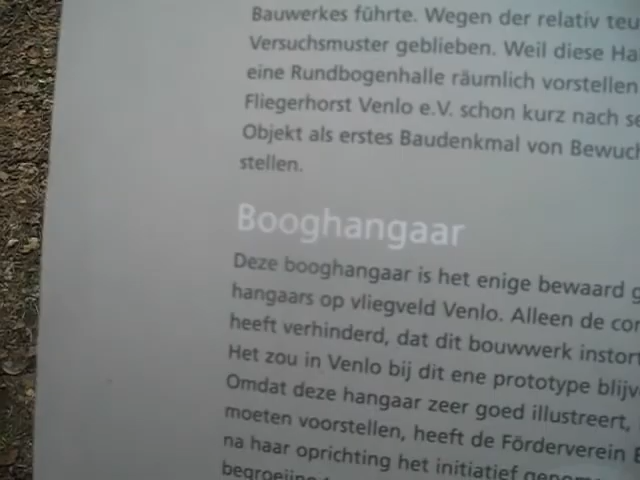 Bauwerkes führte. Wegen der relativ teu
Versuchsmuster geblieben. Weil diese Ha
eine Rundbogenhalle räumlich vorstellen
Fliegerhorst Venlo e.V. schon kurz nach se
Objekt als erstes Baudenkmal von Bewuch
stellen.
Booghangaar
Deze booghangaar is het enige bewaard g
hangaars op vliegveld Venlo. Alleen de con
heeft verhinderd, dat dit bouwwerk instort
Het zou in Venlo bij dit ene prototype blijv
Omdat deze hangaar zeer goed illustreert,
moeten voorstellen, heeft de Förderverein
na haar oprichting het initiatief genom
begroeiing